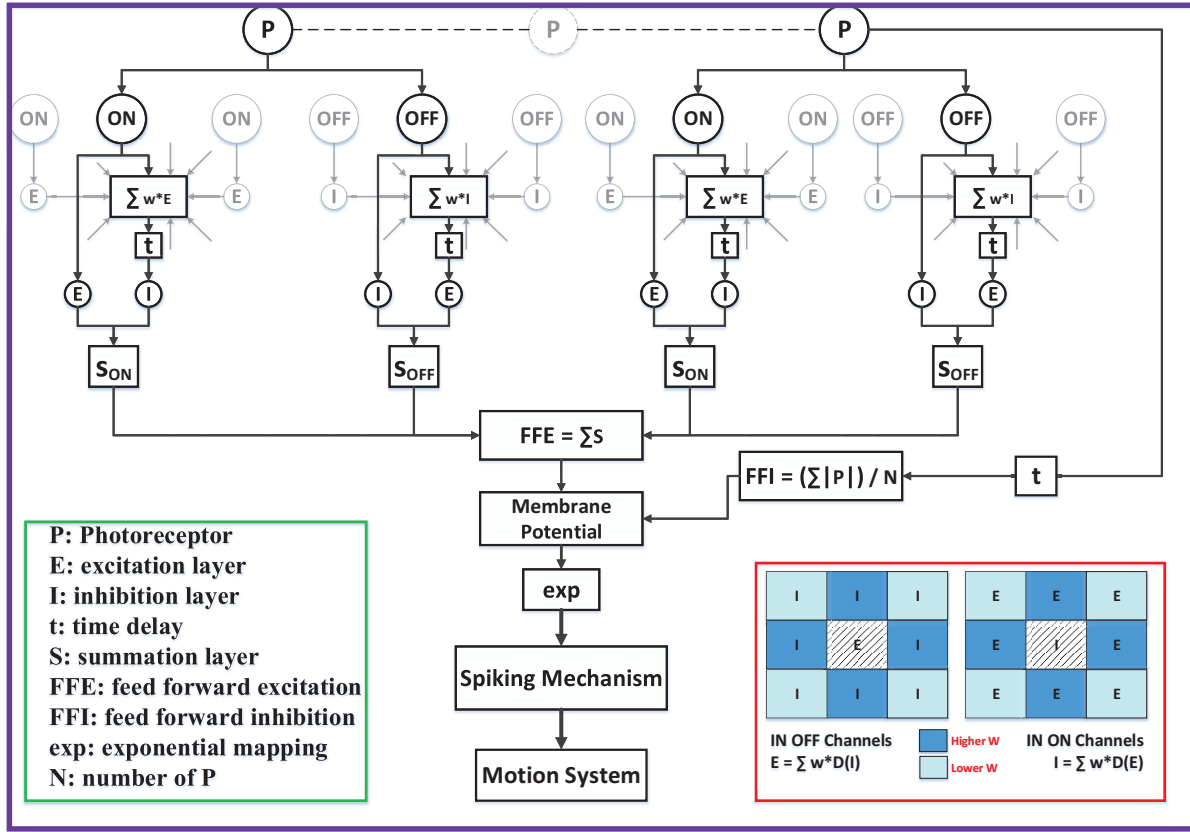 P P P
ON ON ON OFF OFF OFF ON ON ON OFF OFF OFF
E ∑ w*E E I ∑ w*I I E ∑ w*E E I ∑ w*I I
t t t t
E I I E E I I E
SON SOFF SON SOFF
FFE = ∑S
FFI = (∑|P|) / N
t
Membrane
Potential
exp
Spiking Mechanism
Motion System
P: Photoreceptor
E: excitation layer
I: inhibition layer
t: time delay
S: summation layer
FFE: feed forward excitation
FFI: feed forward inhibition
exp: exponential mapping
N: number of P
I I I E E E
I E I E I E
I I I E E E
IN OFF Channels
E = ∑ w*D(I)
Higher W
Lower W
IN ON Channels
I = ∑ w*D(E)